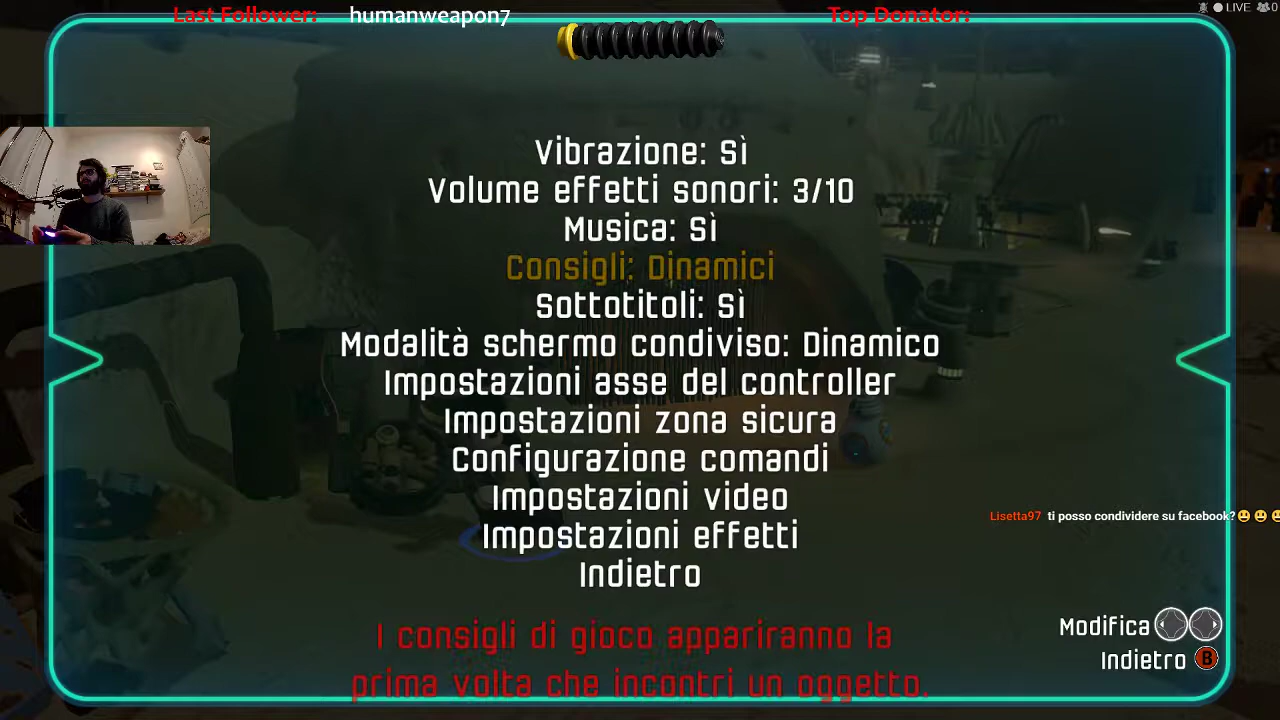 Last Follower: humanweapon7 Top Donator: LIVE 0
Vibrazione: Sì
Volume effetti sonori: 3/10
Musica: Sì
Consigli: Dinamici
Sottotitoli: Sì
Modalità schermo condiviso: Dinamico
Impostazioni asse del controller
Impostazioni zona sicura
Configurazione comandi
Impostazioni video
Lisetta97 ti posso condividere su facebook?
Impostazioni effetti
Indietro
I consigli di gioco appariranno la
prima volta che incontri un oggetto.
Modifica
Indietro B